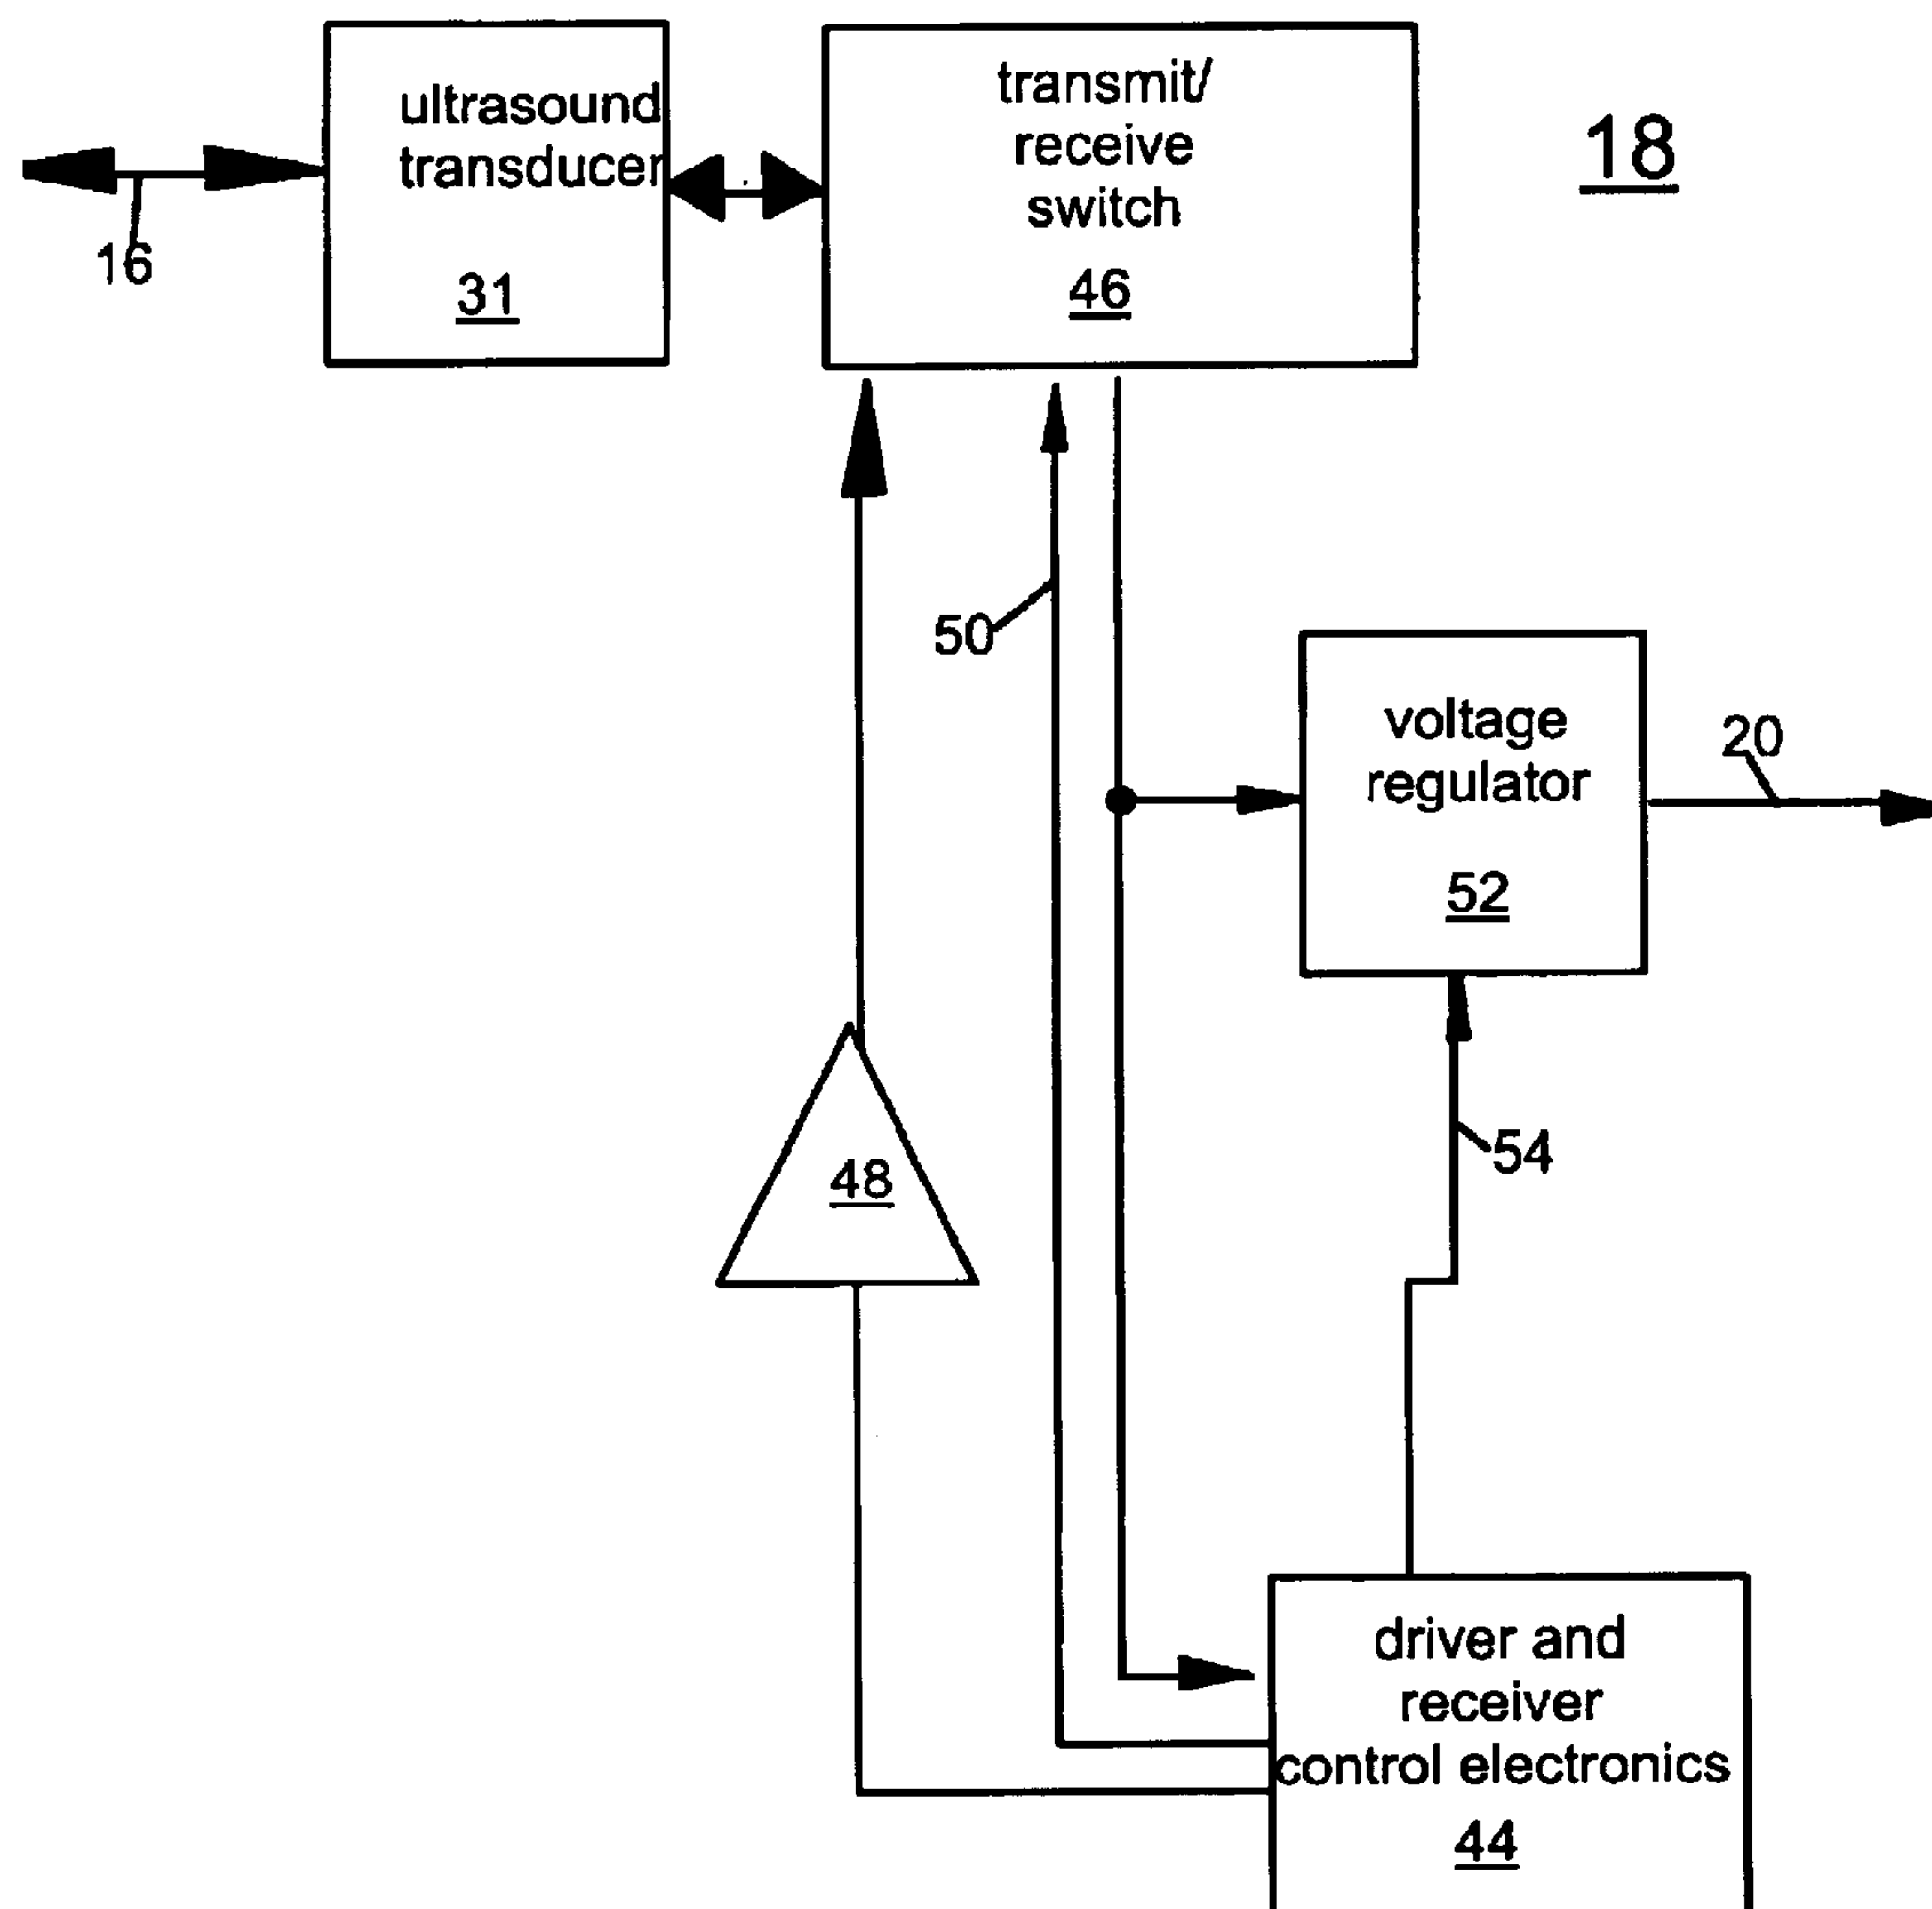 ultrasound
transducer
31
transmit/
receive
switch
46
18
16
50
voltage
regulator
52
20
54
48
driver and
receiver
control electronics
44